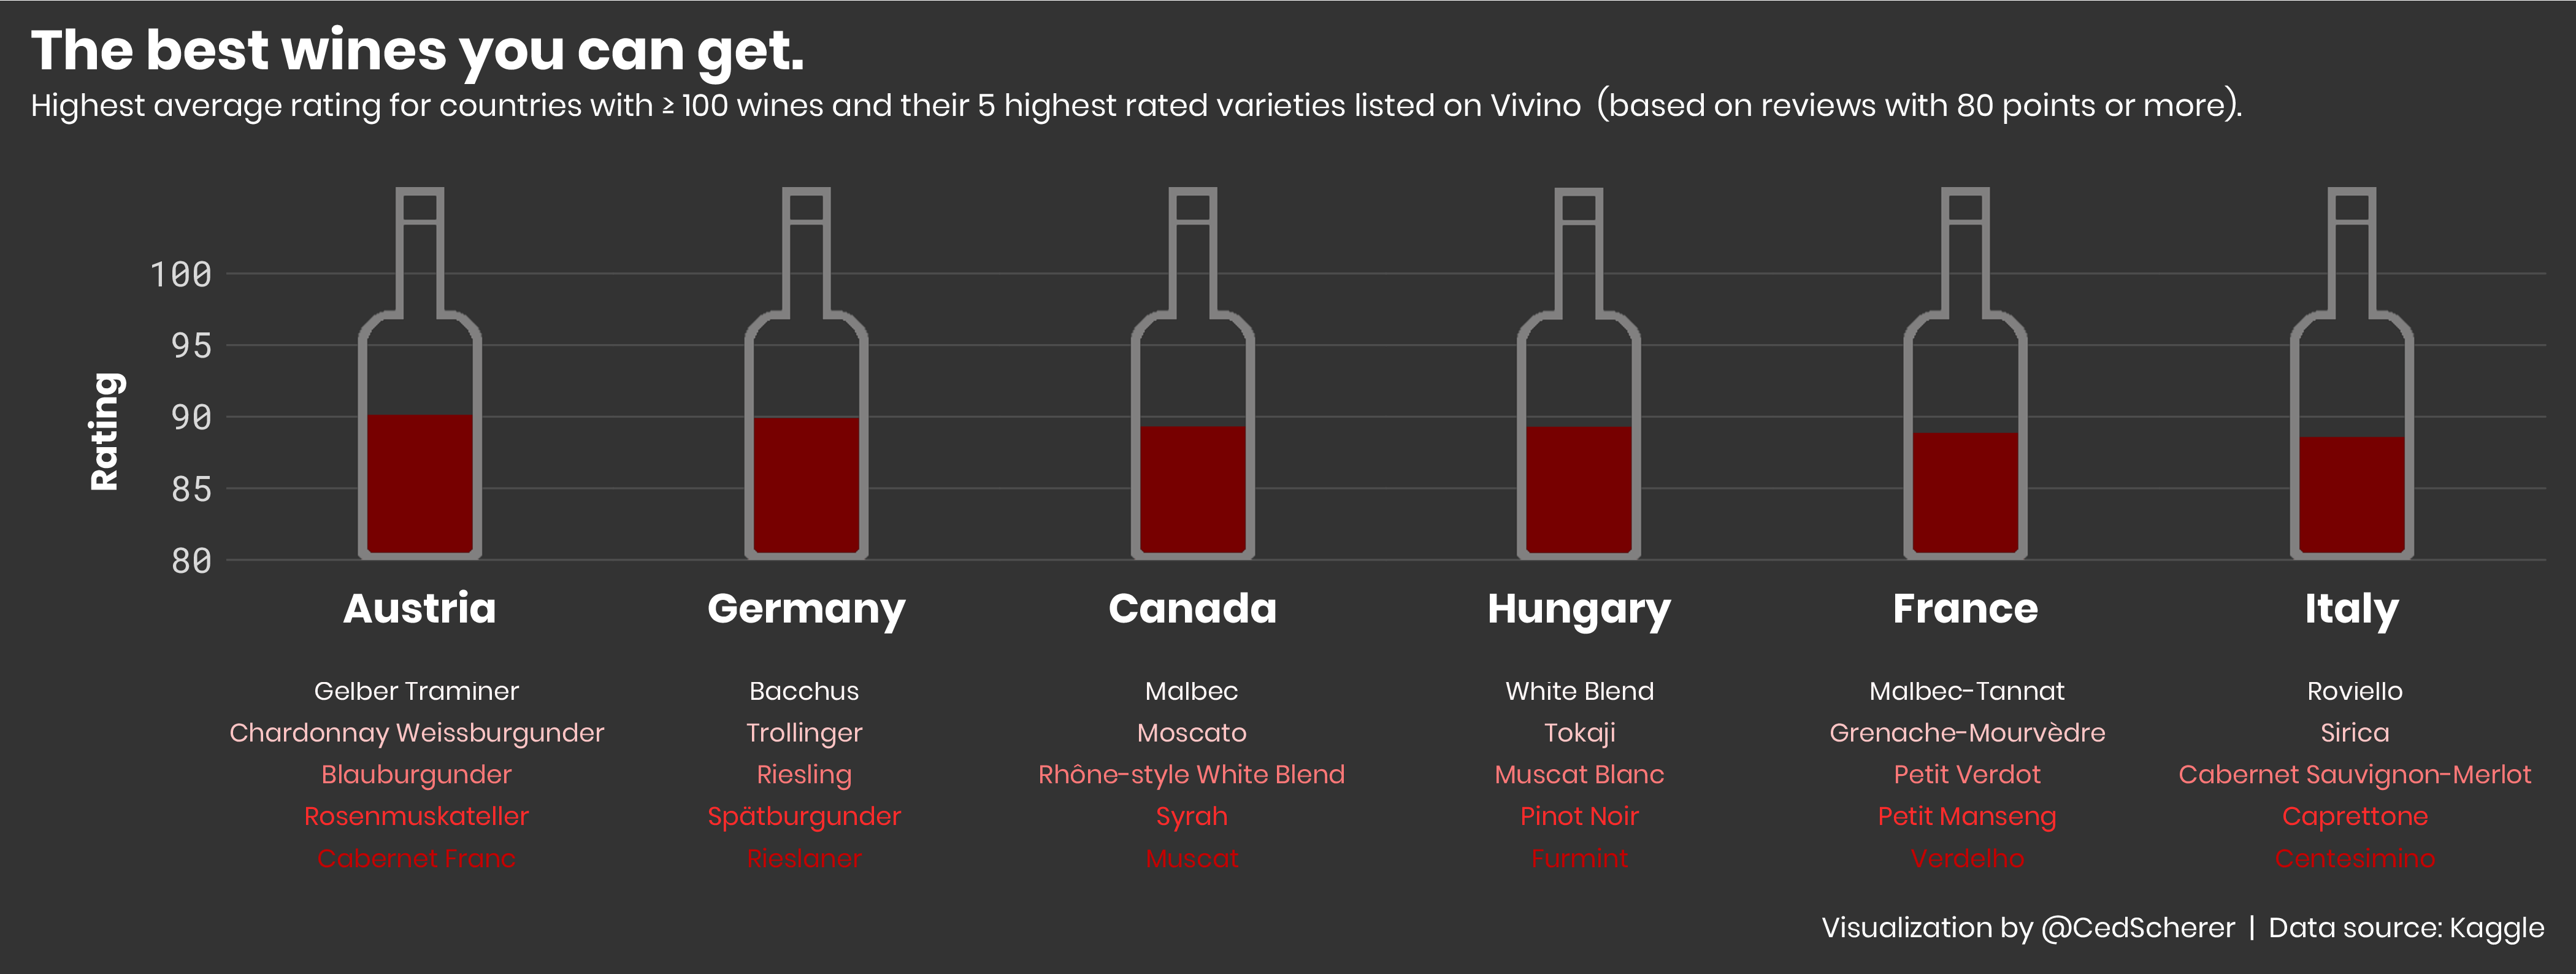 The best wines you can get.
Highest average rating for countries with ≥ 100 wines and their 5 highest rated varieties listed on Vivino (based on reviews with 80 points or more).
Rating
100
95
90
85
80
Austria Germany Canada Hungary France Italy
Gelber Traminer Bacchus Malbec White Blend Malbec-Tannat Roviello
Chardonnay Weissburgunder Trollinger Moscato Tokaji Grenache-Mourvèdre Sirica
Blauburgunder Riesling Rhône-style White Blend Muscat Blanc Petit Verdot Cabernet Sauvignon-Merlot
Rosenmuskateller Spätburgunder Syrah Pinot Noir Petit Manseng Caprettone
Cabernet Franc Rieslaner Muscat Furmint Verdelho Centesimino
Visualization by @CedScherer | Data source: Kaggle